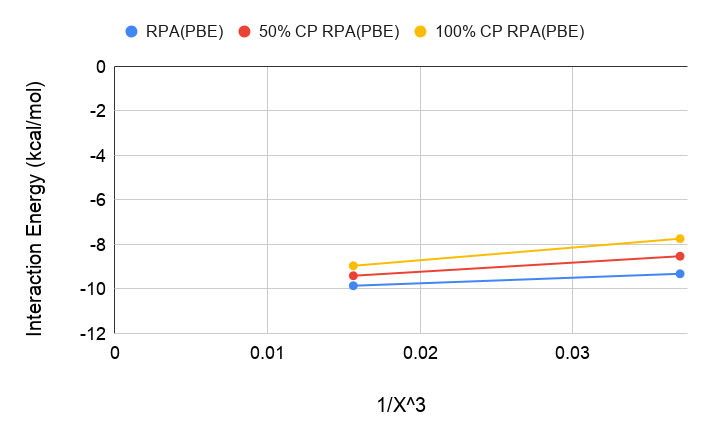 RPA(PBE) 50% CP RPA(PBE) 100% CP RPA(PBE)
Interaction Energy (kcal/mol)
0
-2
-4
-6
-8
-10
-12
0 0.01 0.02 0.03
1/X^3